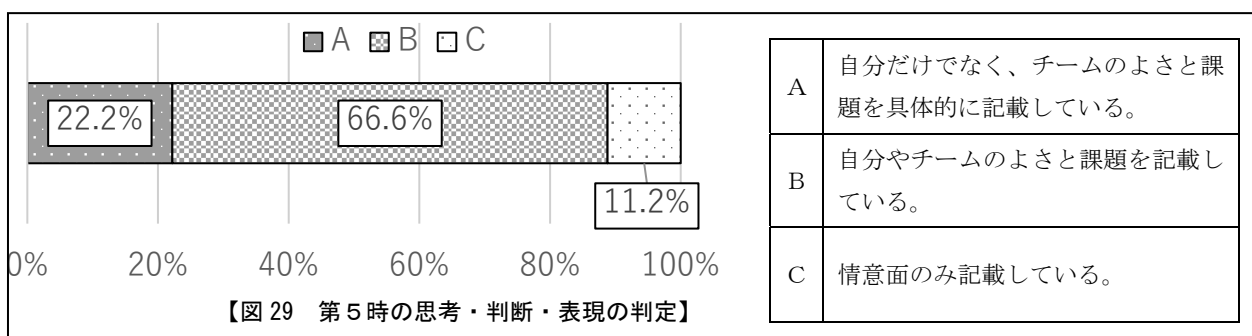 A B C
22.2% 66.6%
11.2%
0% 20% 40% 60% 80% 100%
【図 29 第5時の思考・判断・表現の判定】
A 自分だけでなく、チームのよさと課
題を具体的に記載している。
B 自分やチームのよさと課題を記載し
ている。
C 情意面のみ記載している。